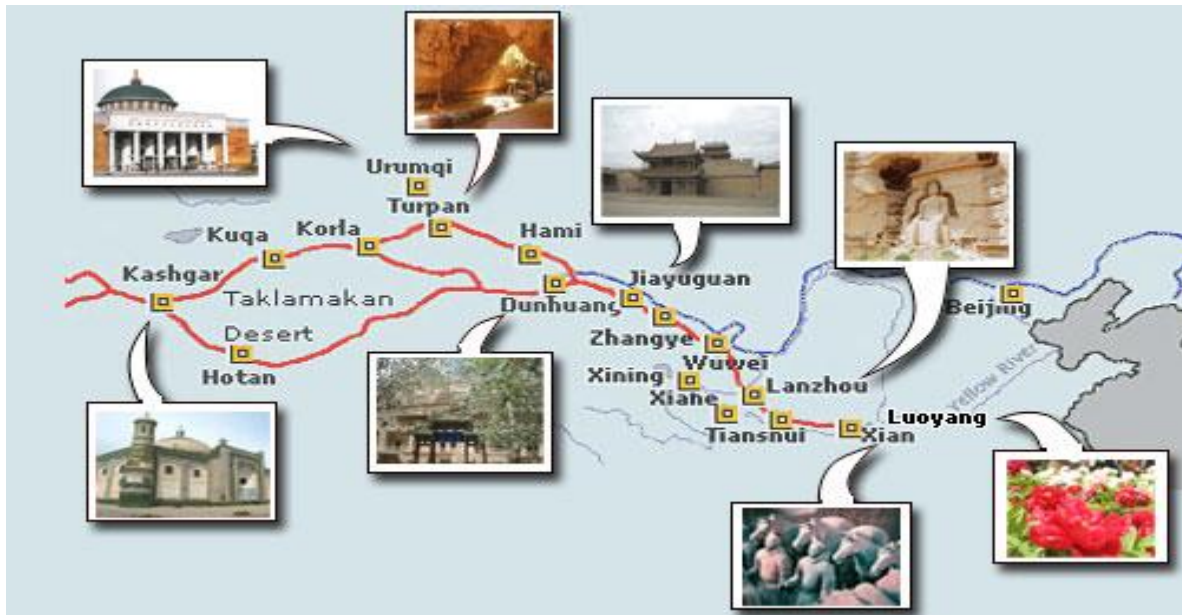 Urumqi
Turpan
Kuqa
Korla
Hami
Kashgar
Taklamakan
Desert
Hotan
Dunhuang
Jiayuguan
Zhangye
Wuwei
Beijing
Yellow River
Xining
Xiahe
Lanzhou
Tiansnui
Xian
Luoyang